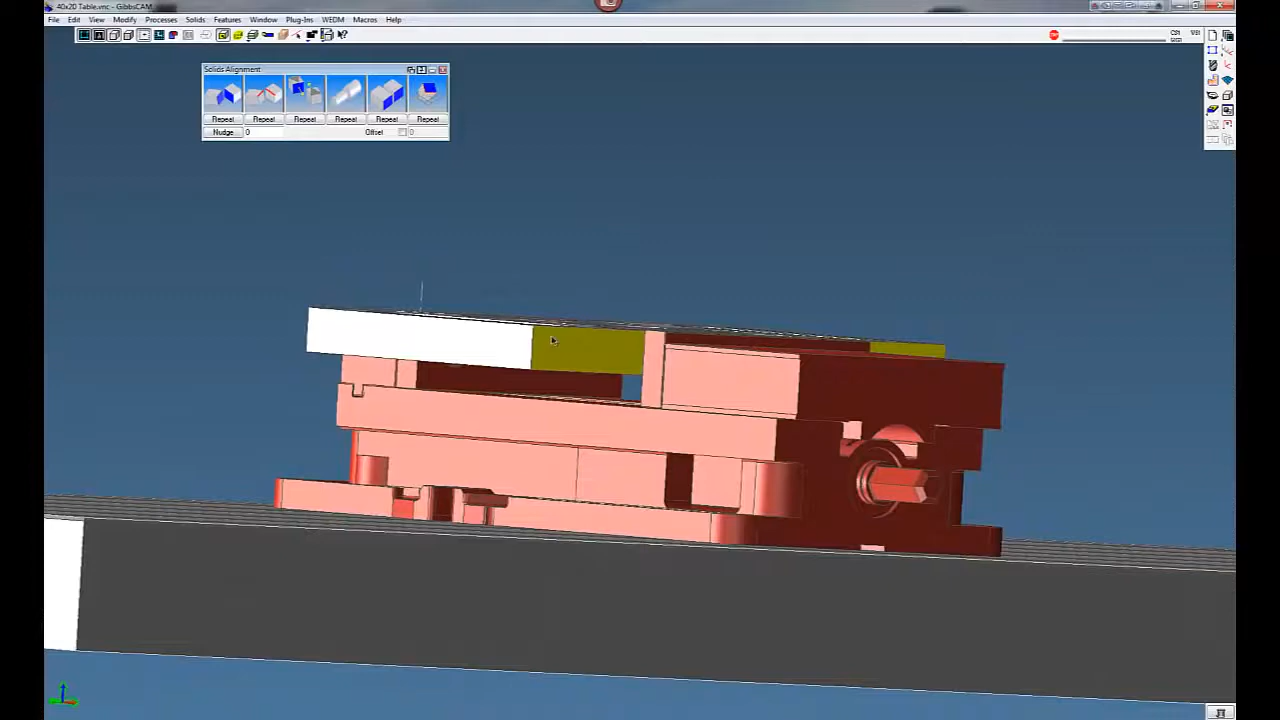 40x20 Table.vnc - GibbsCAM
File Edit View Modify Processes Solids Features Window Plug-Ins WEDM Macros Help
CS1
Solids Alignment
Repeat Repeat Repeat Repeat Repeat Repeat
Nudge 0 Offset 0